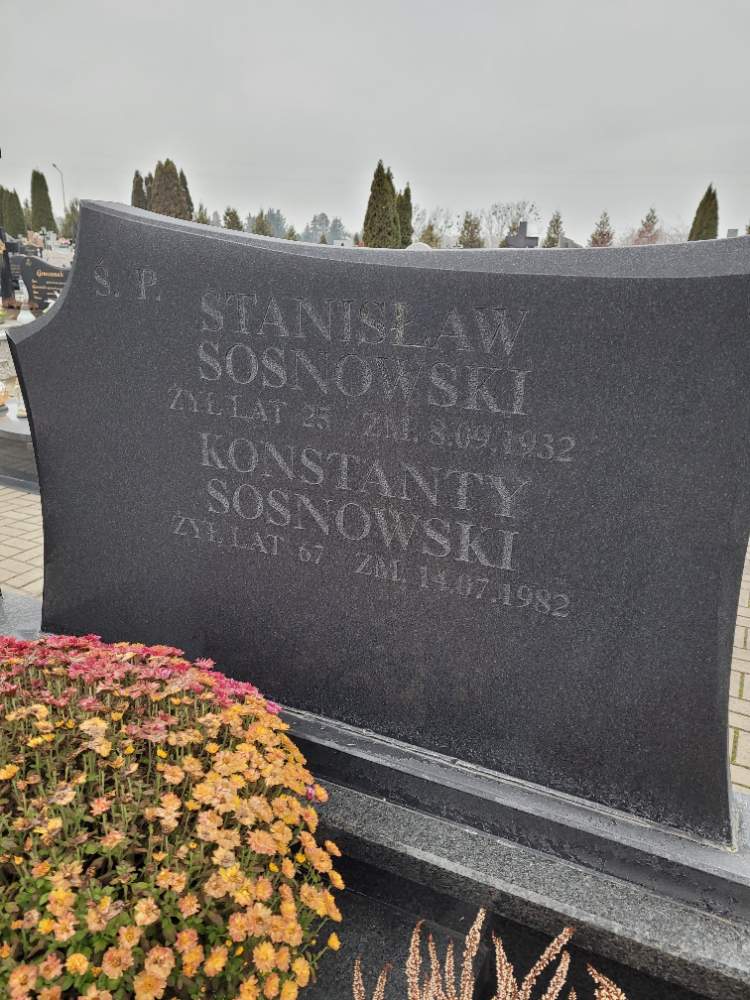 Ś. P. STANISŁAW
SOSNOWSKI
ŻYŁ LAT 25 ZM. 8.09.1932
KONSTANTY
SOSNOWSKI
ŻYŁ LAT 67 ZM. 14.07.1982